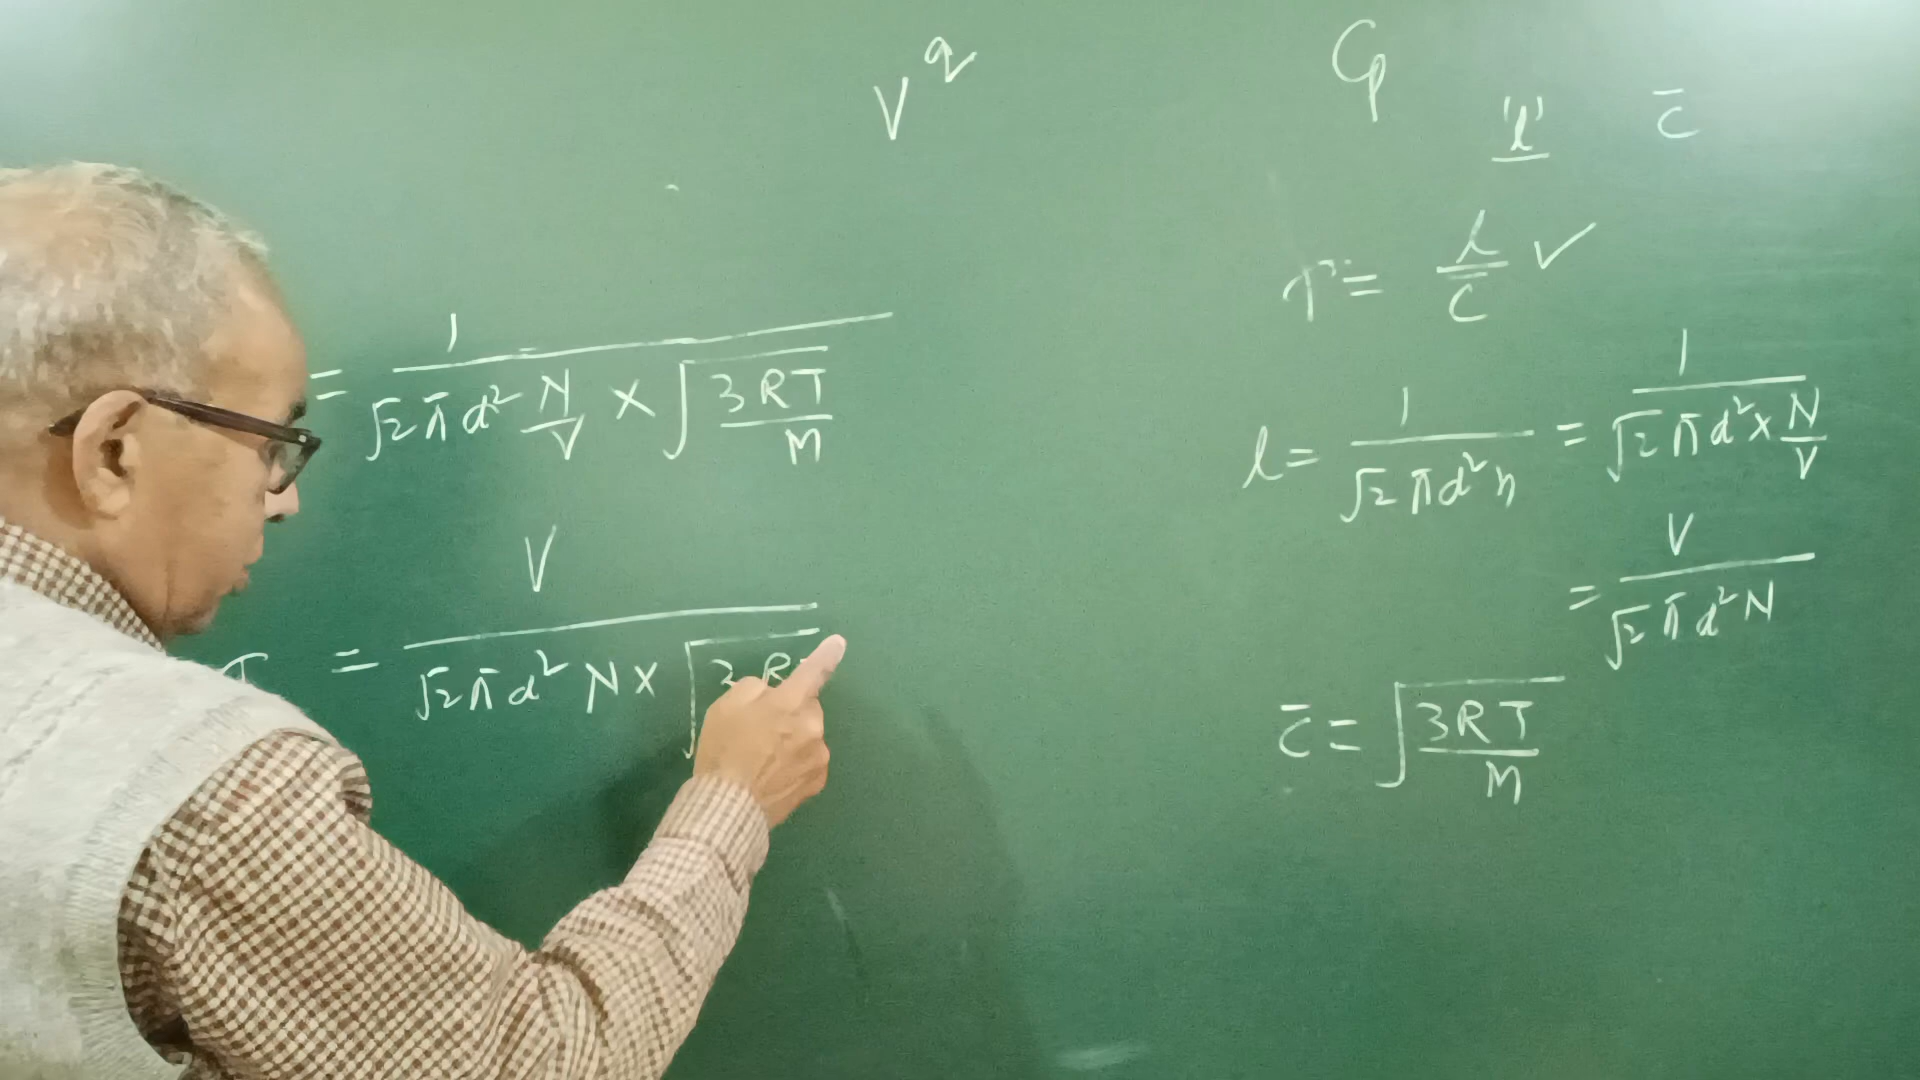 V^q
Cp
'l' c̄
τ = l/c̄ ✓
= 1/(√2 π d² N/V × √(3RT/M))
l = 1/(√2 π d² n) = 1/(√2 π d² × N/V)
= V/(√2 π d² N)
τ = V/(√2 π d² N × √(3R
c̄ = √(3RT/M)